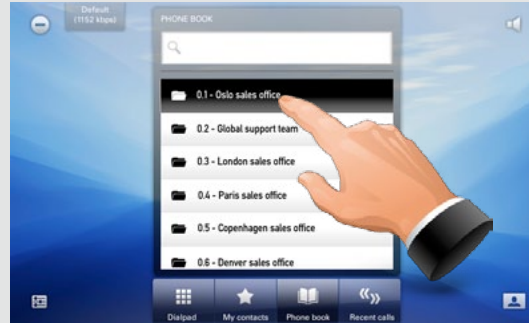 Default
(1152 kbps)
PHONE BOOK
0.1 - Oslo sales office
0.2 - Global support team
0.3 - London sales office
0.4 - Paris sales office
0.5 - Copenhagen sales office
0.6 - Denver sales office
Dialpad
My contacts
Phone book
Recent calls